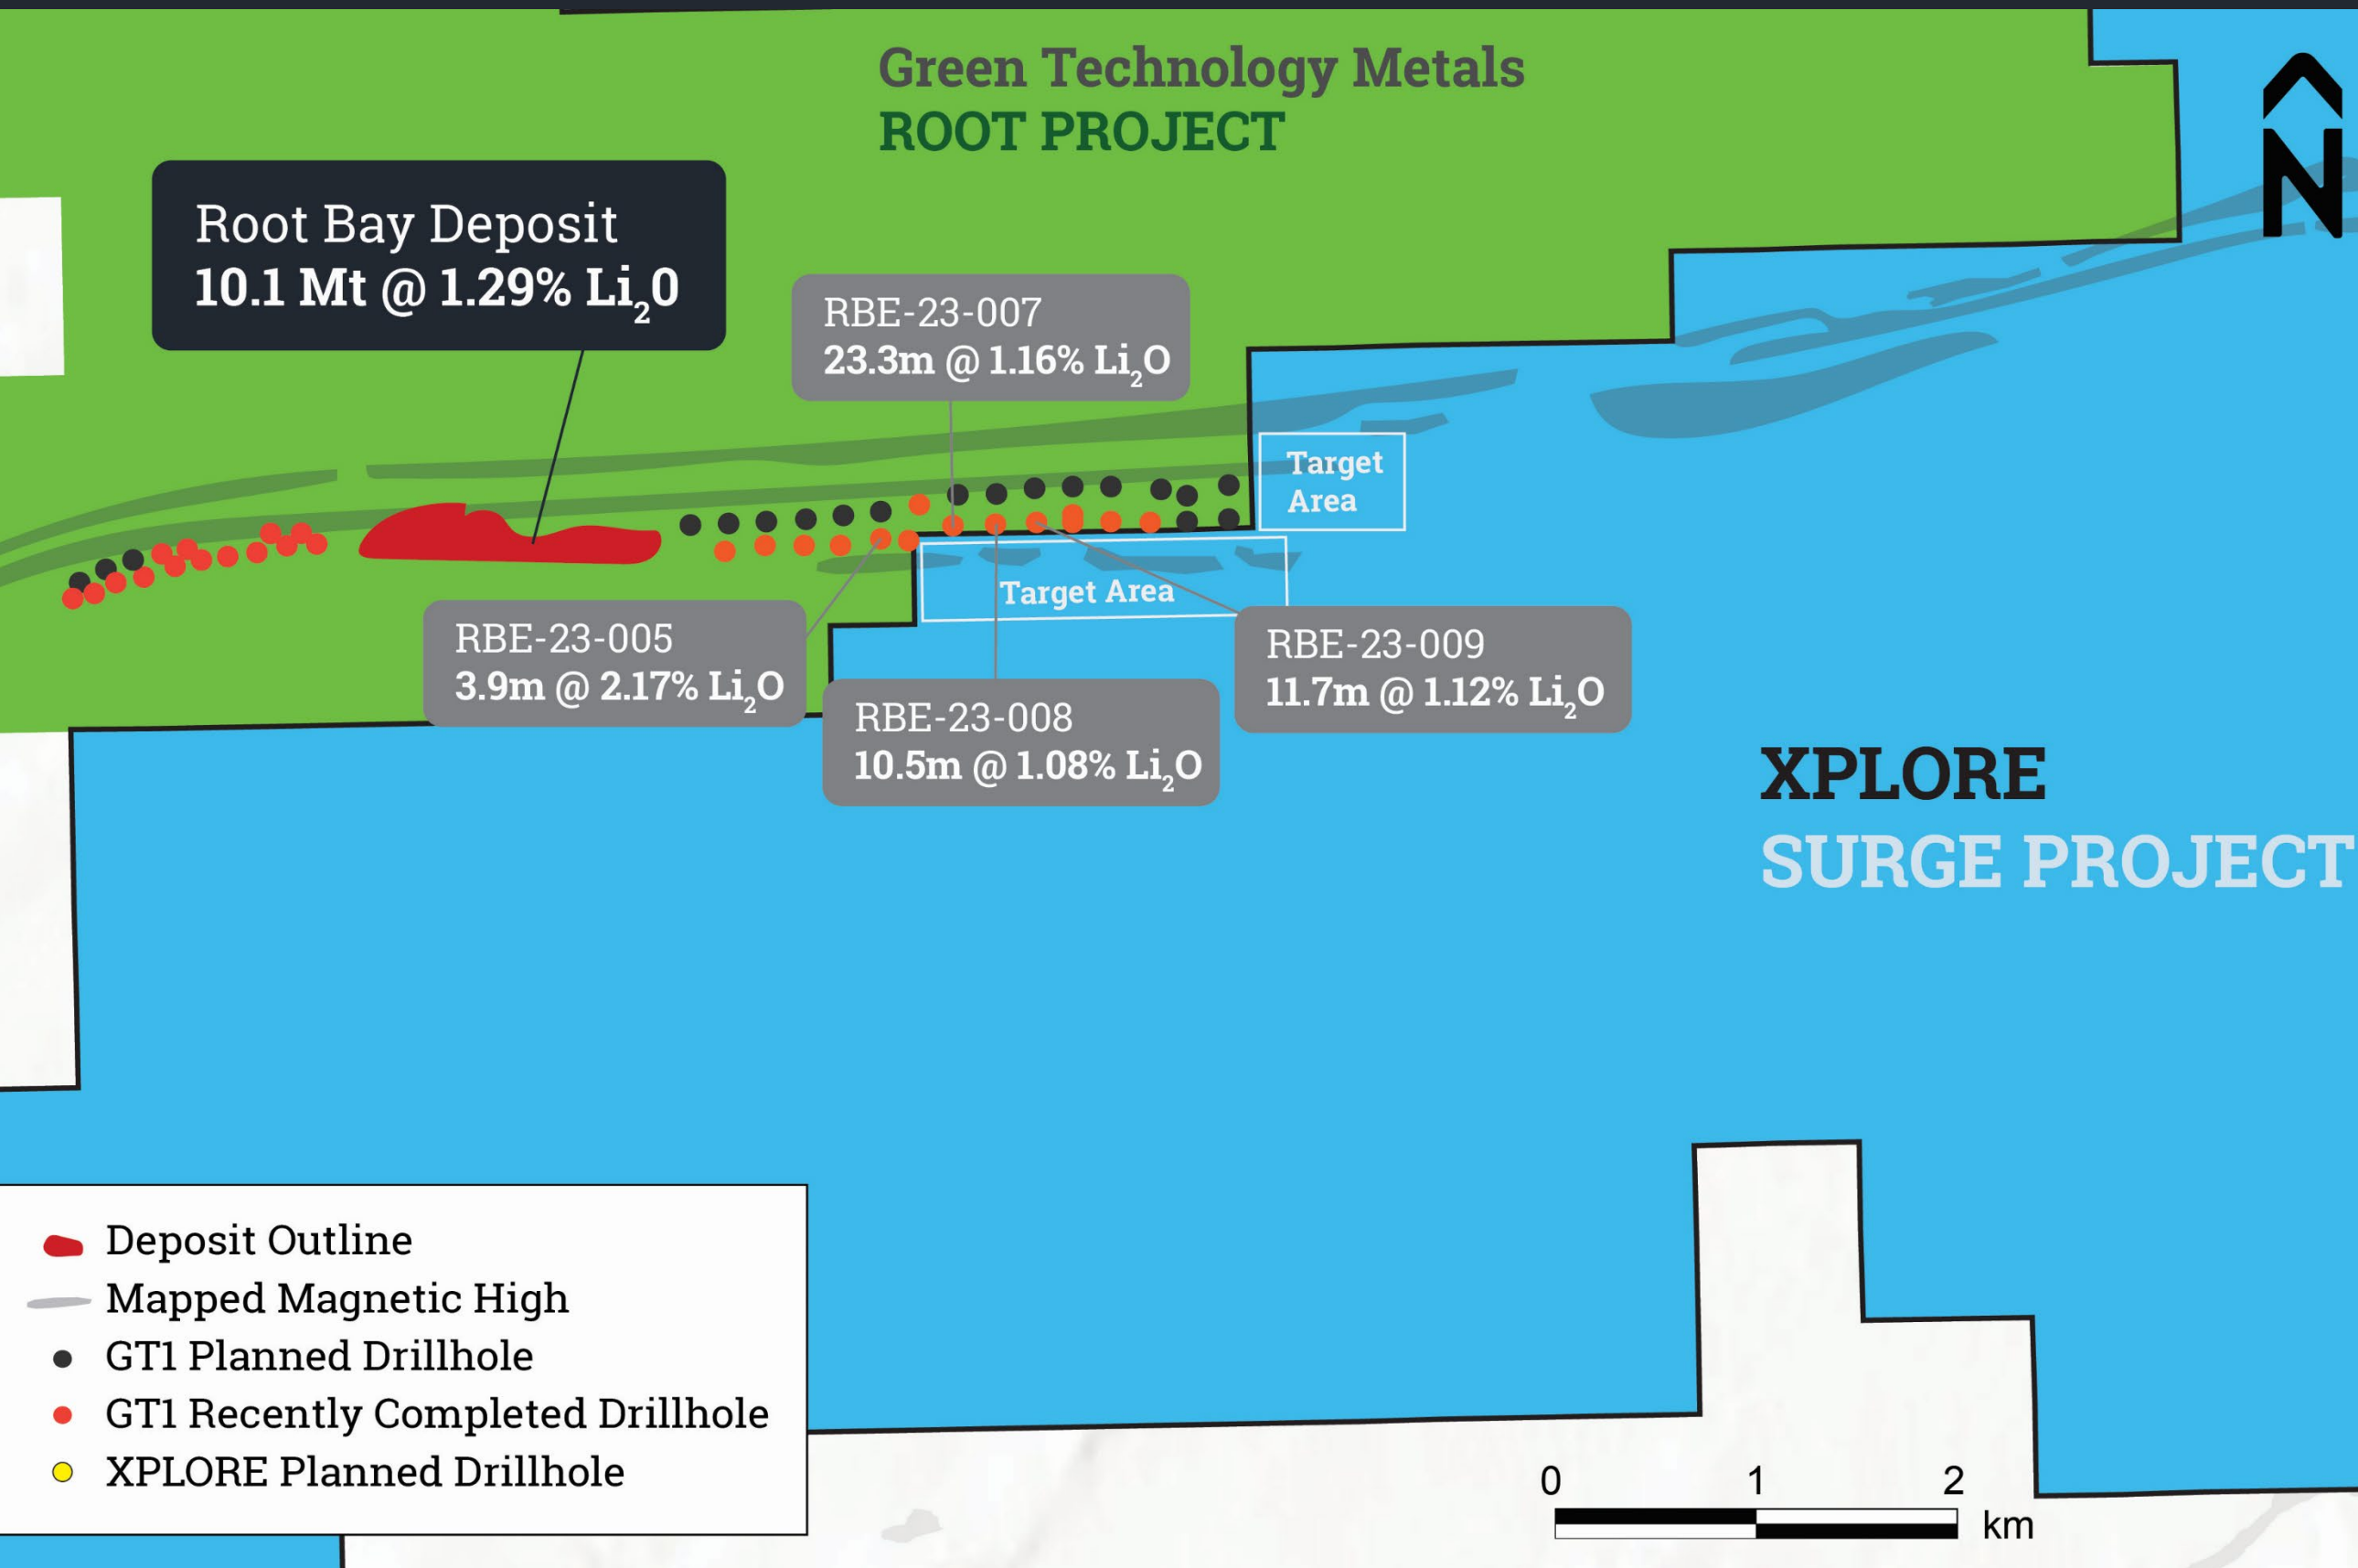 Green Technology Metals
ROOT PROJECT
N
Root Bay Deposit
10.1 Mt @ 1.29% Li₂0
RBE-23-007
23.3m @ 1.16% Li₂O
Target
Area
Target Area
RBE-23-005
3.9m @ 2.17% Li₂O
RBE-23-009
11.7m @ 1.12% Li₂O
RBE-23-008
10.5m @ 1.08% Li₂O
XPLORE
SURGE PROJECT
Deposit Outline
Mapped Magnetic High
GT1 Planned Drillhole
GT1 Recently Completed Drillhole
XPLORE Planned Drillhole
0 1 2
km